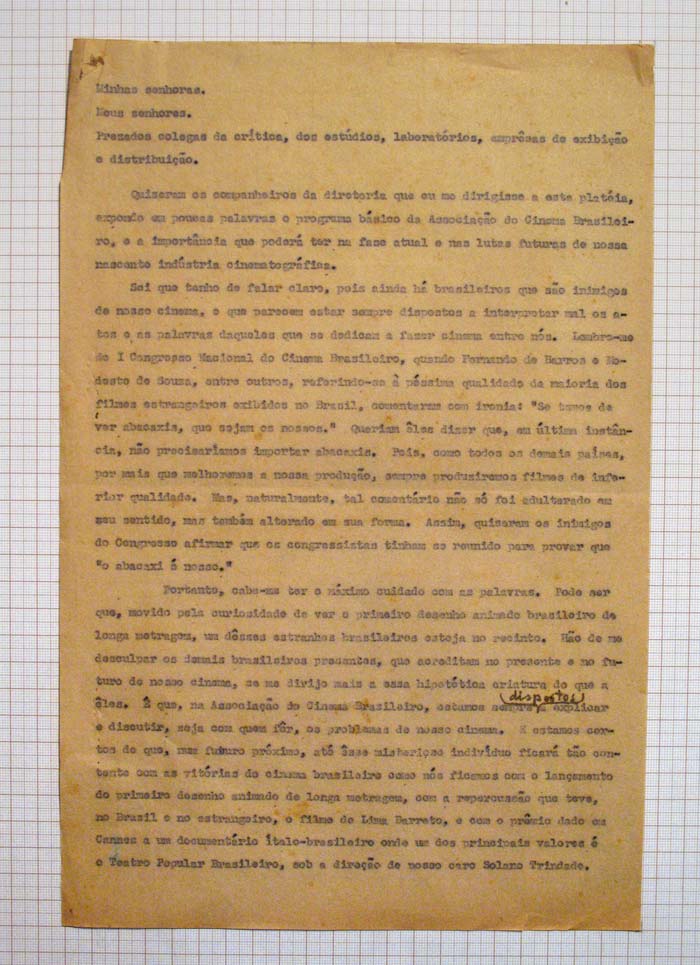 Minhas senhoras.
Meus senhores.
Prezados colegas da crítica, dos estúdios, laboratórios, emprêsas de exibição
e distribuição.
Quiseram os companheiros da diretoria que eu me dirigisse a esta platéia,
expondo em poucas palavras o programa básico da Associação do Cinema Brasilei-
ro, e a importância que poderá ter na fase atual e nas lutas futuras de nossa
nascente indústria cinematográfias.
Sei que tenho de falar claro, pois ainda há brasileiros que são inimigos
de nosso cinema, e que parecem estar sempre dispostos a interpretar mal os a-
tos e as palavras daqueles que se dedicam a fazer cinema entre nós. Lembro-me
do I Congresso Nacional do Cinema Brasileiro, quando Fernando de Barros e Mo-
desto de Souza, entre outros, referindo-se à péssima qualidade da maioria dos
filmes estrangeiros exibidos no Brasil, comentaram com ironia: "Se temos de
ver abacaxis, que sejam os nossos." Queriam êles dizer que, em última instân-
cia, não precisaríamos importar abacaxis. Pois, como todos os demais países,
por mais que melhoremos a nossa produção, sempre produziremos filmes de infe-
rior qualidade. Mas, naturalmente, tal comentário não só foi adulterado em
seu sentido, mas também alterado em sua forma. Assim, quiseram os inimigos
do Congresso afirmar que os congressistas tinham se reunido para provar que
"o abacaxi é nosso."
Portanto, cabe-me ter o máximo cuidado com as palavras. Pode ser
que, movido pela curiosidade de ver o primeiro desenho animado brasileiro de
longa metragem, um dêsses estranhos brasileiros esteja no recinto. Hão de me
desculpar os demais brasileiros presentes, que acreditam no presente e no fu-
turo de nosso cinema, se me dirijo mais a essa hipotética criatura do que a
(dispostos)
êles. É que, na Associação do Cinema Brasileiro, estamos sempre a explicar
e discutir, seja com quem fôr, os problemas de nosso cinema. E estamos cer-
tos de que, num futuro próximo, até êsse misterioso indivíduo ficará tão con-
tente com as vitórias do cinema brasileiro como nós ficamos com o lançamento
do primeiro desenho animado de longa metragem, com a repercussão que teve,
no Brasil e no estrangeiro, o filme de Lima Barreto, e com o prêmio dado em
Cannes a um documentário ítalo-brasileiro onde um dos principais valores é
o Teatro Popular Brasileiro, sob a direção de nosso caro Solano Trindade.